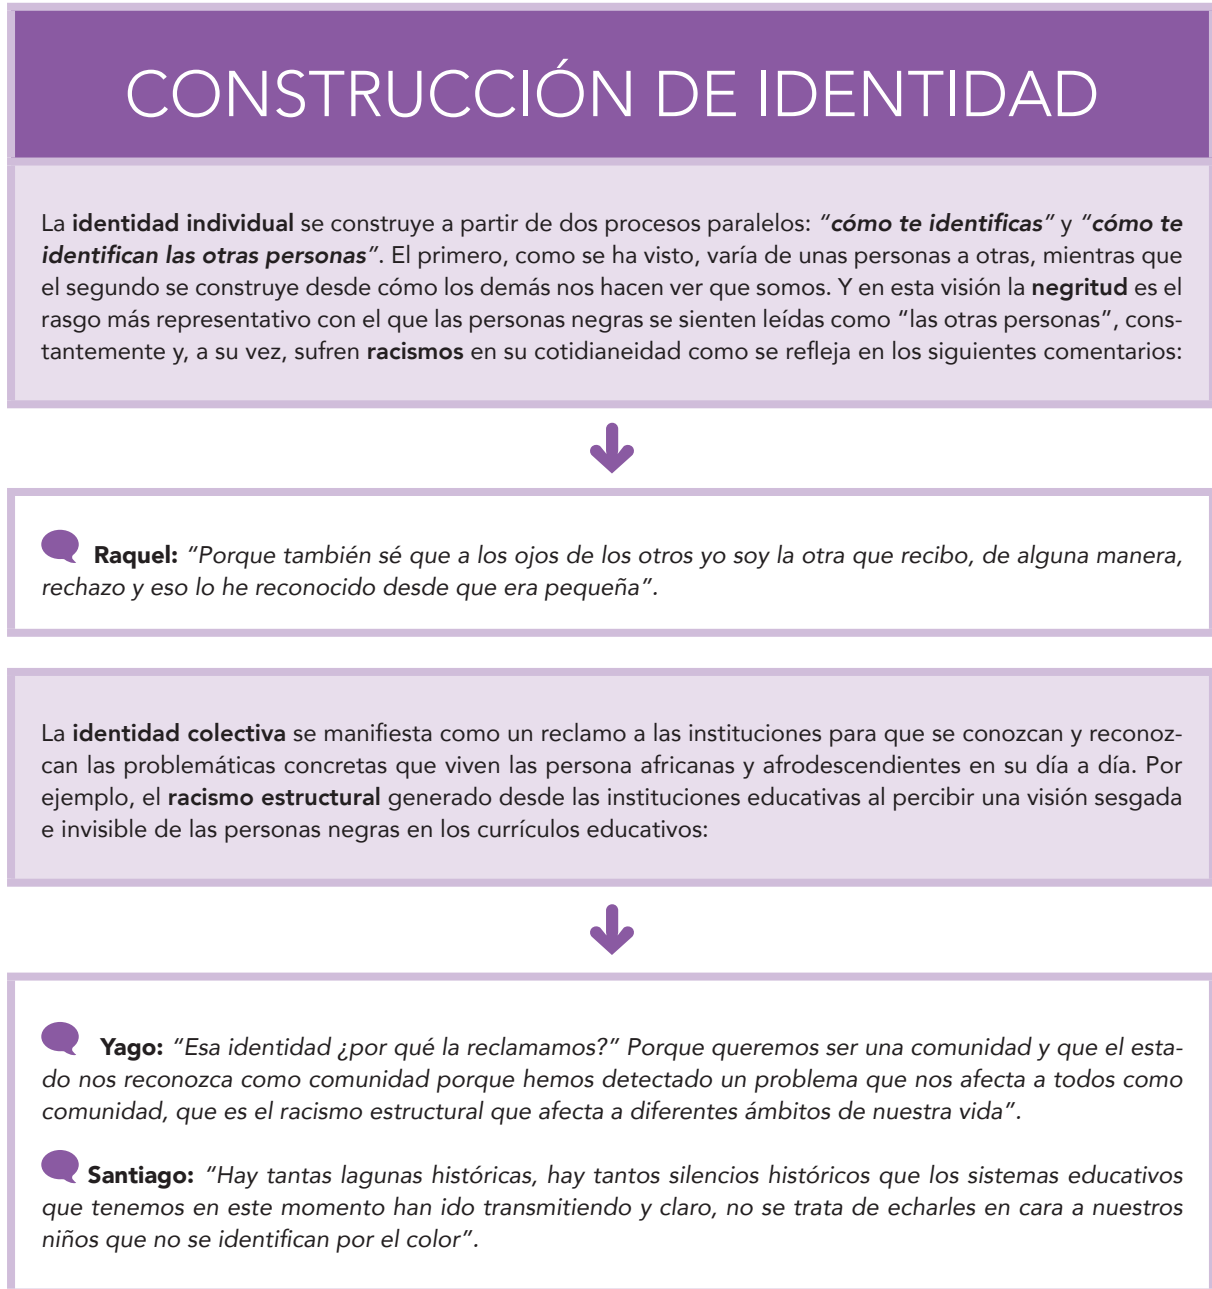 CONSTRUCCIÓN DE IDENTIDAD
La identidad individual se construye a partir de dos procesos paralelos: "cómo te identificas" y "cómo te
identifican las otras personas". El primero, como se ha visto, varía de unas personas a otras, mientras que
el segundo se construye desde cómo los demás nos hacen ver que somos. Y en esta visión la negritud es el
rasgo más representativo con el que las personas negras se sienten leídas como "las otras personas", cons-
tantemente y, a su vez, sufren racismos en su cotidianeidad como se refleja en los siguientes comentarios:
Raquel: "Porque también sé que a los ojos de los otros yo soy la otra que recibo, de alguna manera,
rechazo y eso lo he reconocido desde que era pequeña".
La identidad colectiva se manifiesta como un reclamo a las instituciones para que se conozcan y reconoz-
can las problemáticas concretas que viven las persona africanas y afrodescendientes en su día a día. Por
ejemplo, el racismo estructural generado desde las instituciones educativas al percibir una visión sesgada
e invisible de las personas negras en los currículos educativos:
Yago: "Esa identidad ¿por qué la reclamamos?" Porque queremos ser una comunidad y que el esta-
do nos reconozca como comunidad porque hemos detectado un problema que nos afecta a todos como
comunidad, que es el racismo estructural que afecta a diferentes ámbitos de nuestra vida".
Santiago: "Hay tantas lagunas históricas, hay tantos silencios históricos que los sistemas educativos
que tenemos en este momento han ido transmitiendo y claro, no se trata de echarles en cara a nuestros
niños que no se identifican por el color".